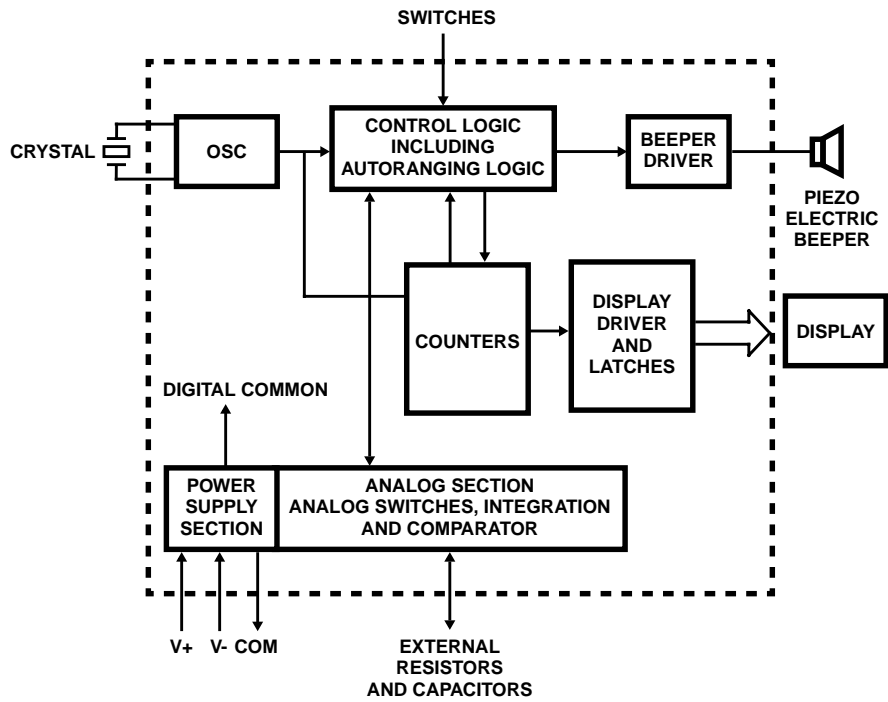 SWITCHES
CRYSTAL
OSC
CONTROL LOGIC
INCLUDING
AUTORANGING LOGIC
BEEPER
DRIVER
PIEZO
ELECTRIC
BEEPER
COUNTERS
DISPLAY
DRIVER
AND
LATCHES
DISPLAY
DIGITAL COMMON
POWER
SUPPLY
SECTION
ANALOG SECTION
ANALOG SWITCHES, INTEGRATION
AND COMPARATOR
V+
V-
COM
EXTERNAL
RESISTORS
AND CAPACITORS